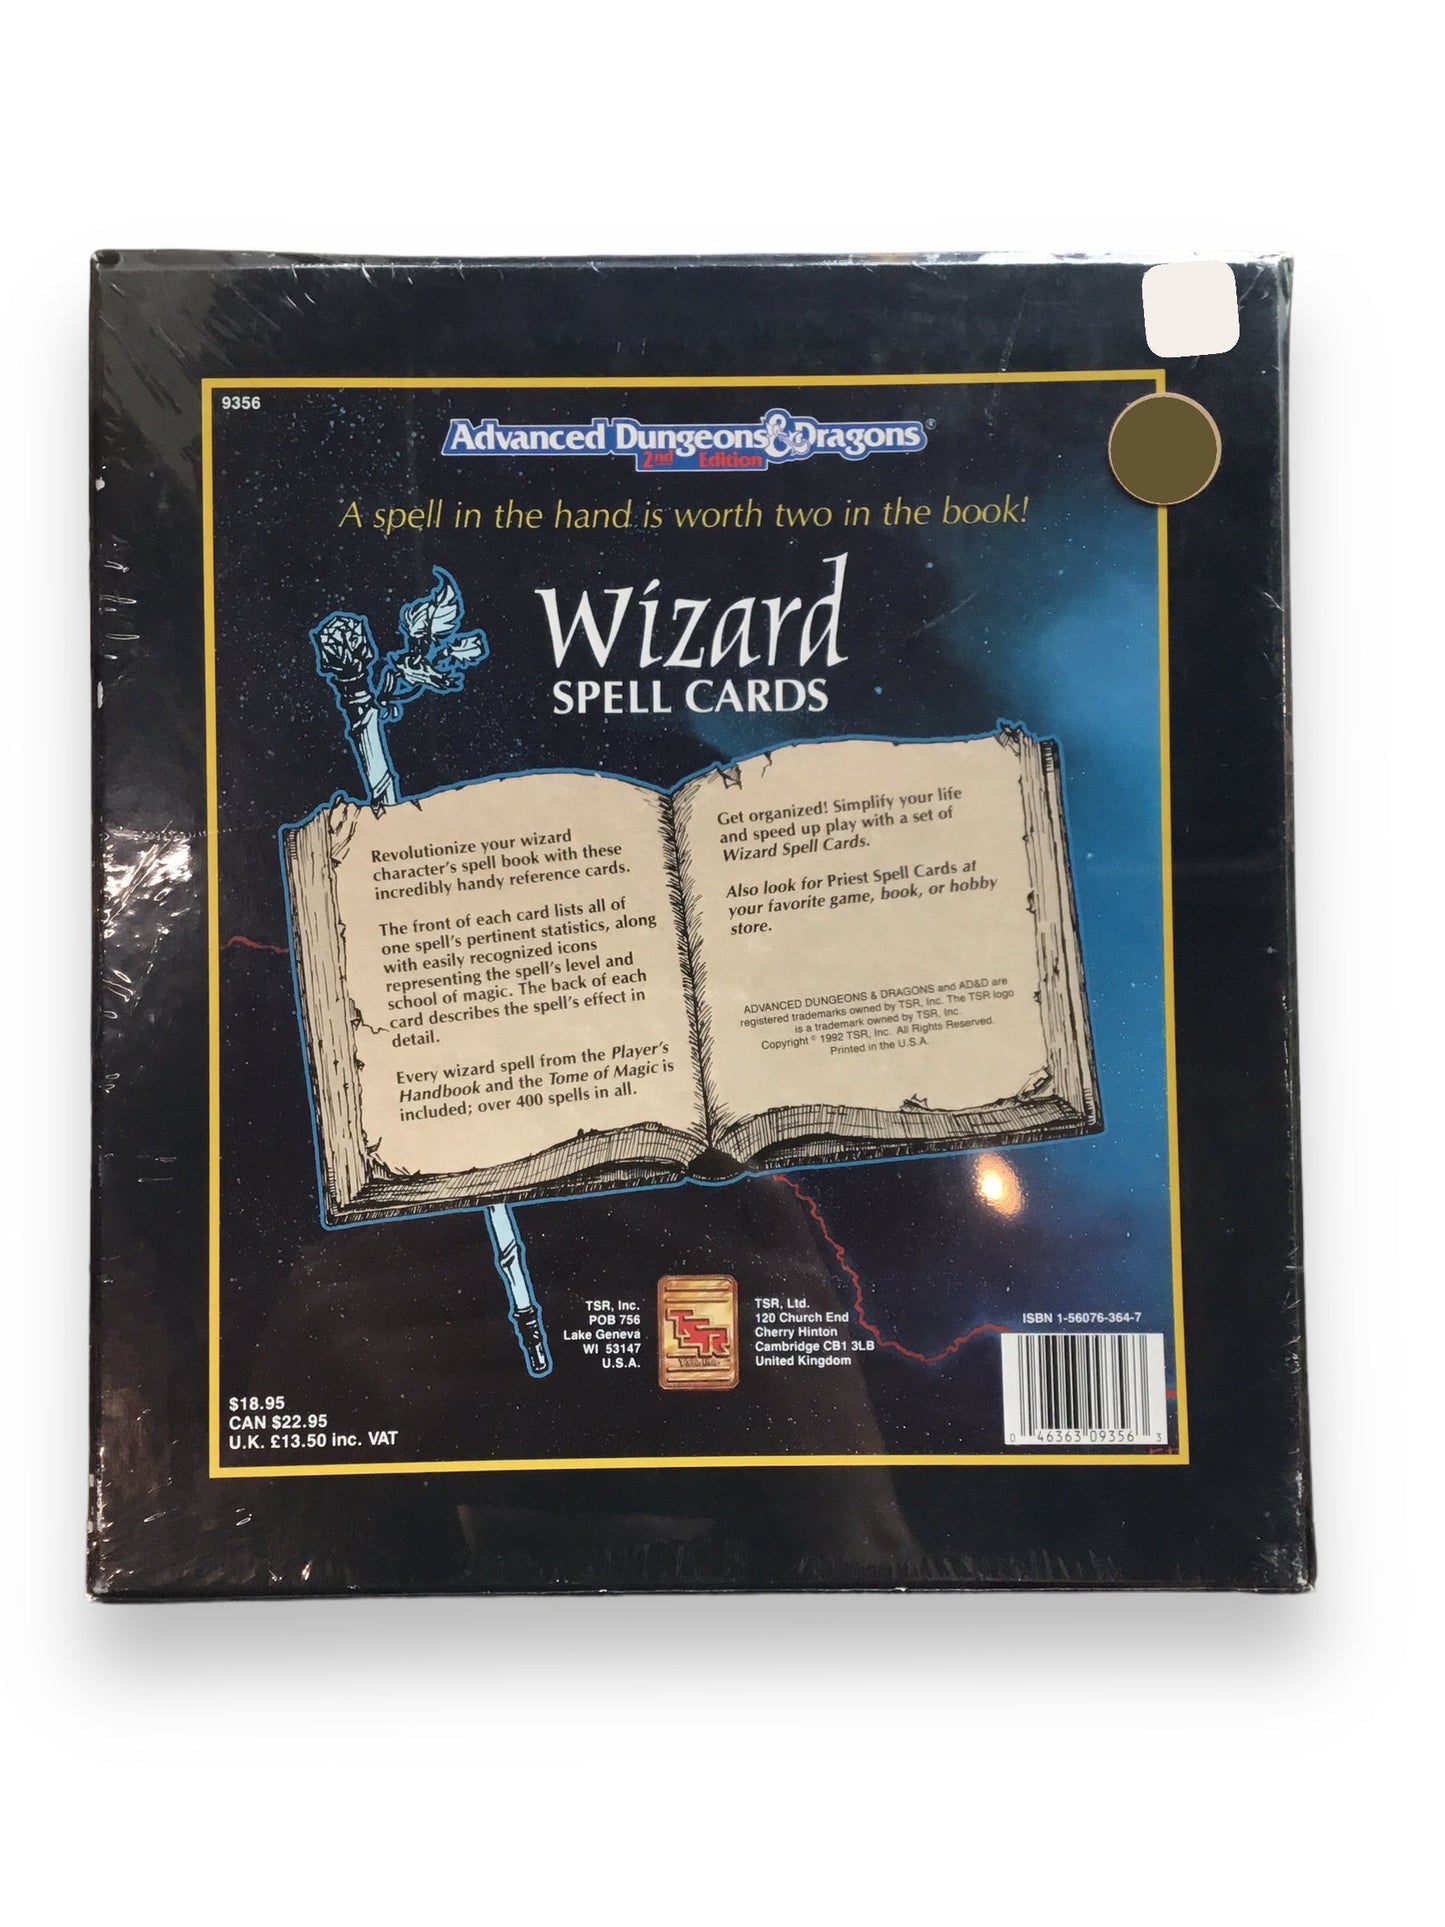 9356
Advanced Dungeons & Dragons®
2nd Edition
A spell in the hand is worth two in the book!
Wizard
SPELL CARDS
Revolutionize your wizard
character's spell book with these
incredibly handy reference cards.
The front of each card lists all of
one spell's pertinent statistics, along
with easily recognized icons
representing the spell's level and
school of magic. The back of each
card describes the spell's effect in
detail.
Every wizard spell from the Player's
Handbook and the Tome of Magic is
included; over 400 spells in all.
Get organized! Simplify your life
and speed up play with a set of
Wizard Spell Cards.
Also look for Priest Spell Cards at
your favorite game, book, or hobby
store.
ADVANCED DUNGEONS & DRAGONS and AD&D are
registered trademarks owned by TSR, Inc. The TSR logo
is a trademark owned by TSR, Inc.
Copyright © 1992 TSR, Inc. All Rights Reserved.
Printed in the U.S.A.
TSR, Inc.
POB 756
Lake Geneva
WI 53147
U.S.A.
TSR
TSR, Ltd.
120 Church End
Cherry Hinton
Cambridge CB1 3LB
United Kingdom
ISBN 1-56076-364-7
0 46363 09356 3
$18.95
CAN $22.95
U.K. £13.50 inc. VAT